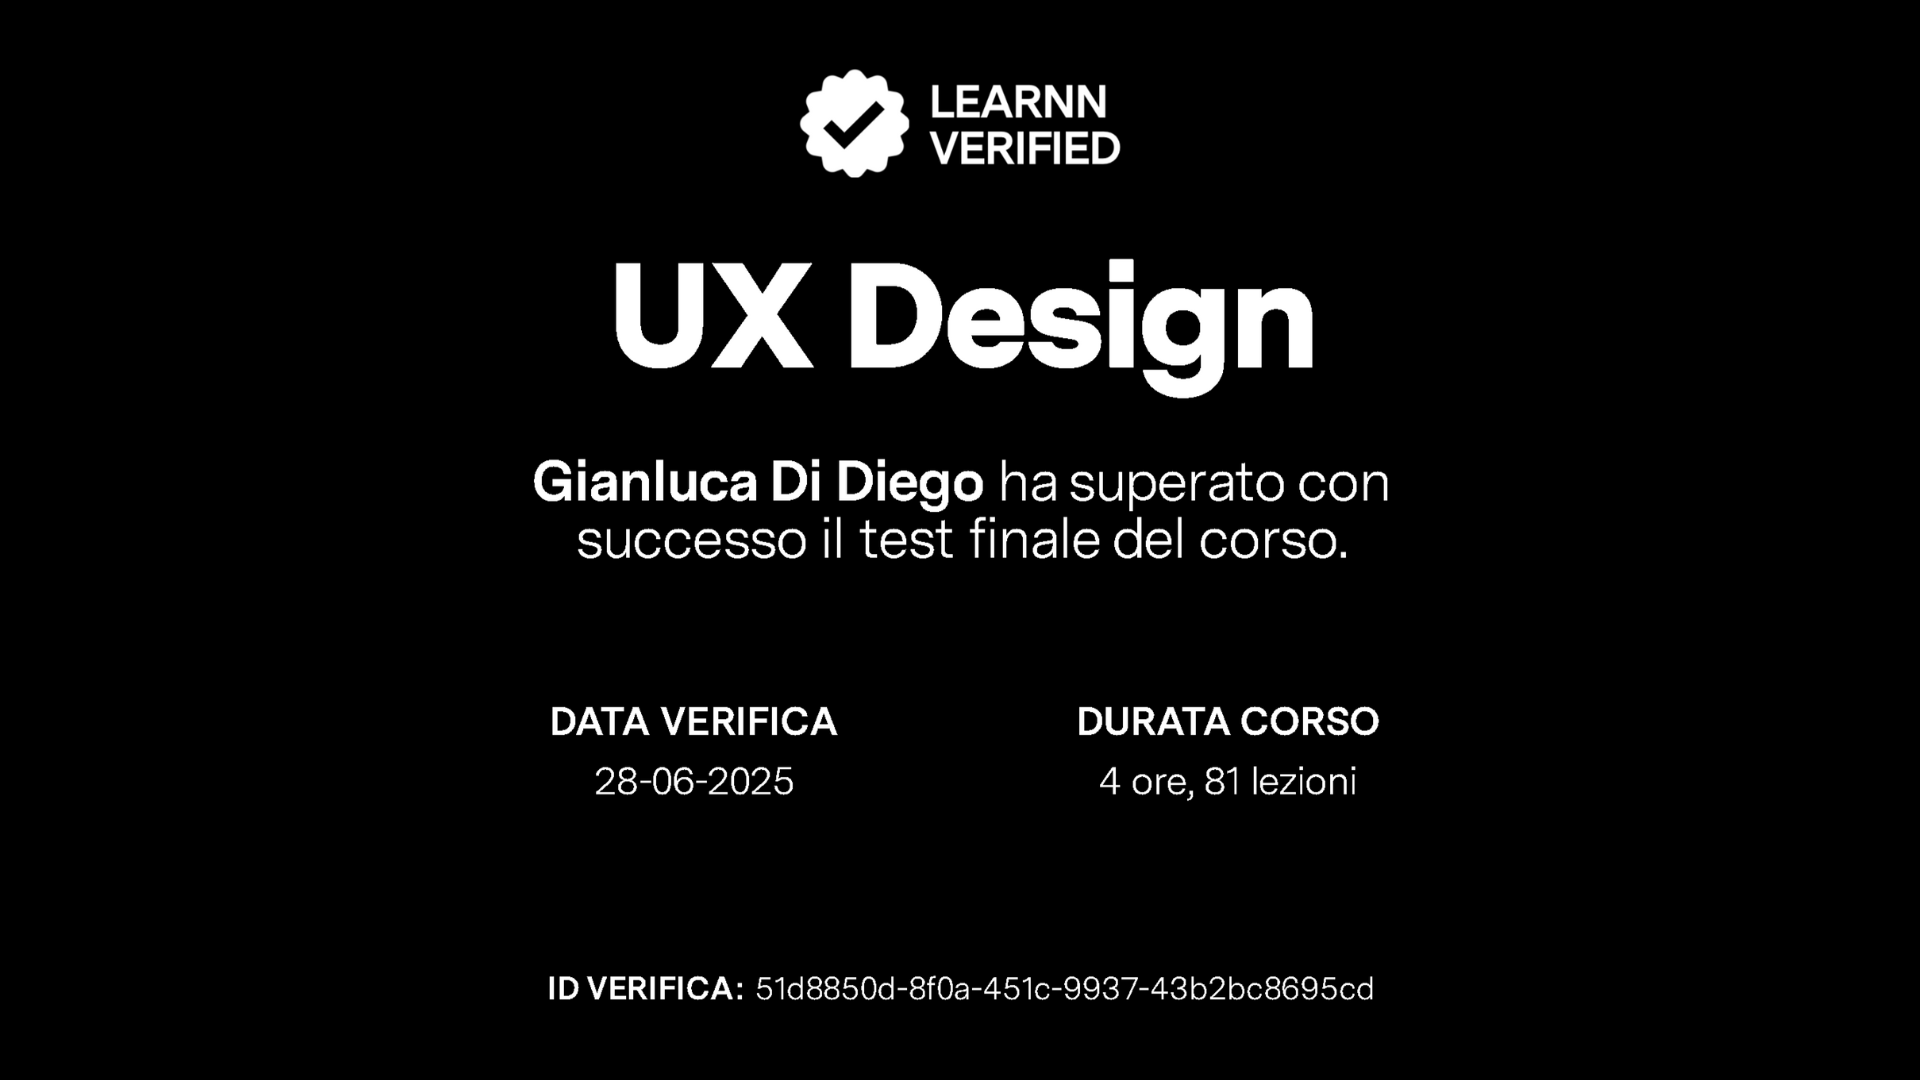 LEARNN
VERIFIED
UX Design
Gianluca Di Diego ha superato con
successo il test finale del corso.
DATA VERIFICA
28-06-2025
DURATA CORSO
4 ore, 81 lezioni
ID VERIFICA: 51d8850d-8f0a-451c-9937-43b2bc8695cd